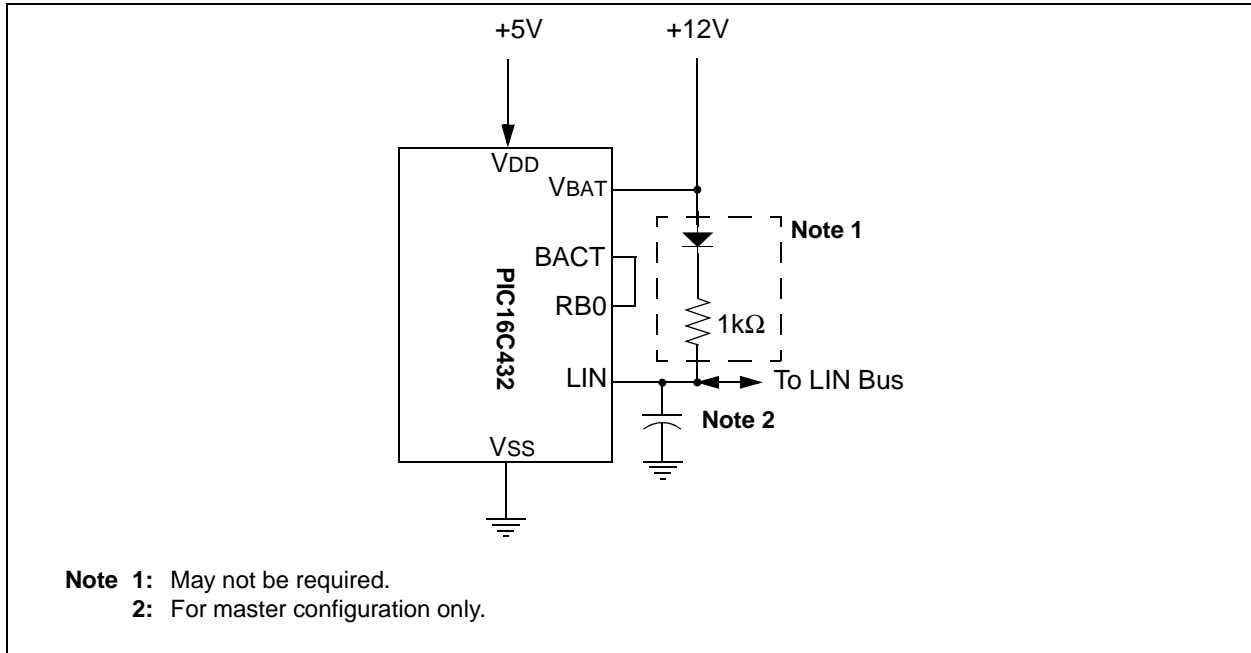 +5V
+12V
VDD
VBAT
Note 1
BACT
PIC16C432
RB0
1kΩ
LIN
To LIN Bus
Note 2
VSS
Note 1: May not be required.
2: For master configuration only.